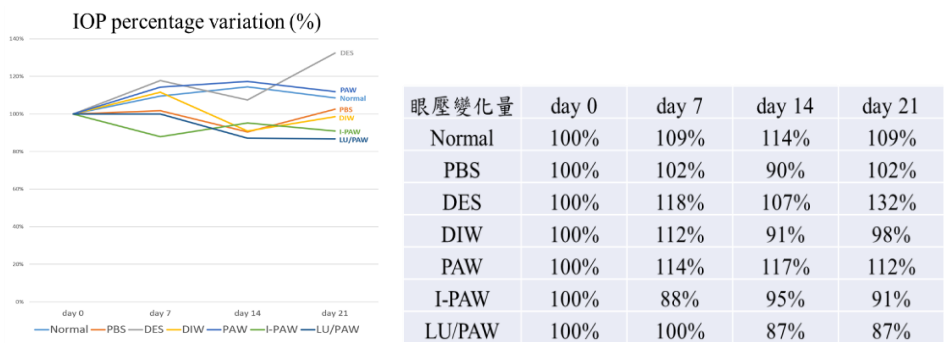 IOP percentage variation (%)
140%
120%
100%
80%
60%
40%
20%
0%
DES
PAW
Normal
PBS
DIW
I-PAW
LU/PAW
day 0 day 7 day 14 day 21
Normal PBS DES DIW PAW I-PAW LU/PAW
眼壓變化量 day 0 day 7 day 14 day 21
Normal 100% 109% 114% 109%
PBS 100% 102% 90% 102%
DES 100% 118% 107% 132%
DIW 100% 112% 91% 98%
PAW 100% 114% 117% 112%
I-PAW 100% 88% 95% 91%
LU/PAW 100% 100% 87% 87%